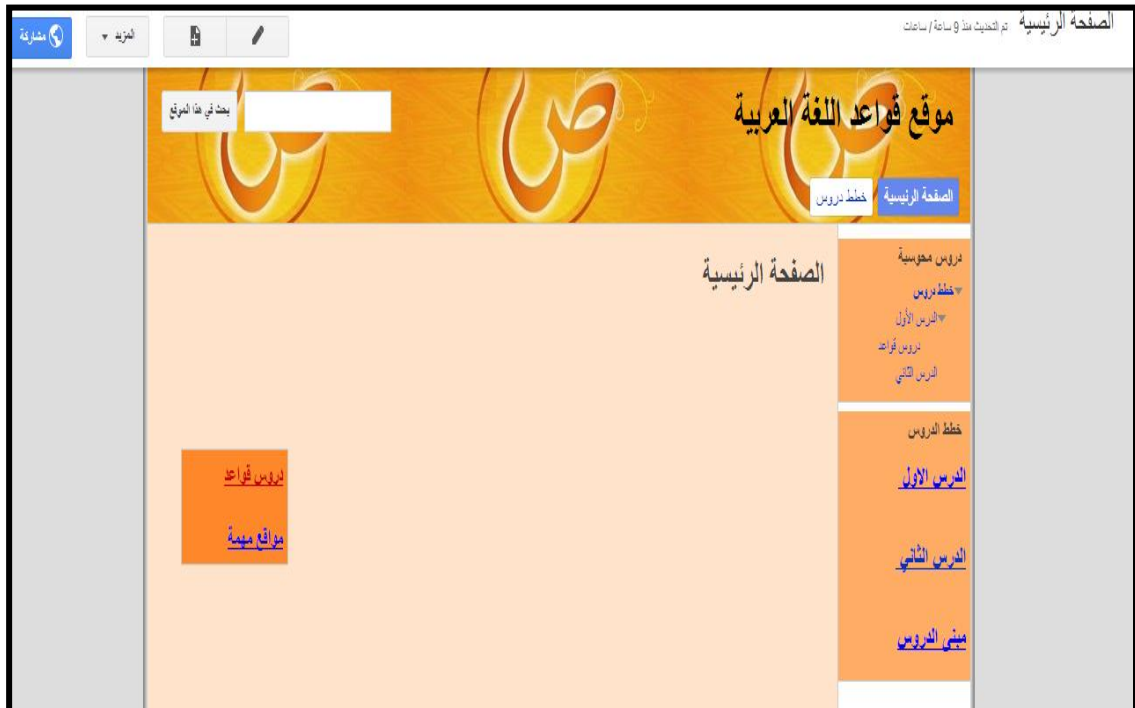 الصفحة الرئيسية تم التحديث منذ 9 ساعة / ساعات
المزيد
مشاركة
موقع قواعد اللغة العربية
بحث في هذا الموقع
الصفحة الرئيسية
خطط دروس
دروس محوسبة
خطط دروس
الدرس الأول
دروس قواعد
الدرس الثاني
خطط الدروس
الدرس الاول
الدرس الثاني
مبنى الدروس
الصفحة الرئيسية
دروس قواعد
مواقع مهمة
ص ص ص